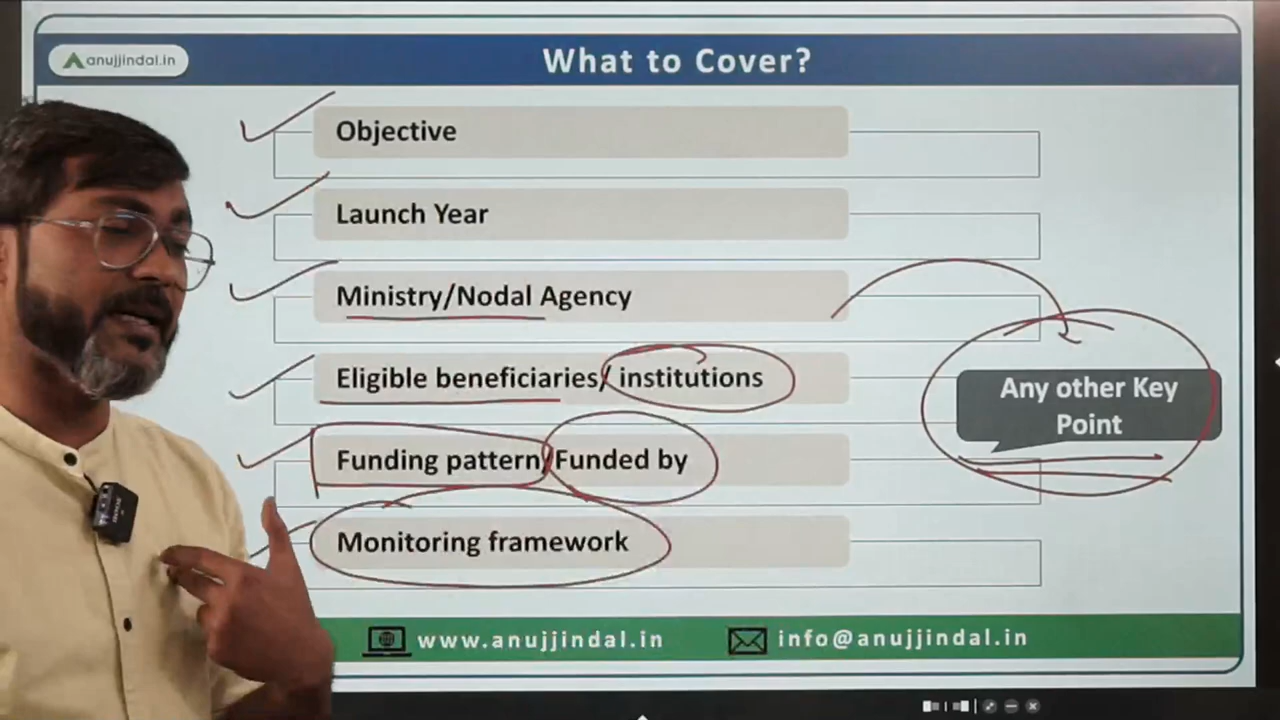 anujjindal.in
What to Cover?
Objective
Launch Year
Ministry/Nodal Agency
Eligible beneficiaries/ institutions
Funding pattern/Funded by
Monitoring framework
Any other Key
Point
www.anujjindal.in
info@anujjindal.in